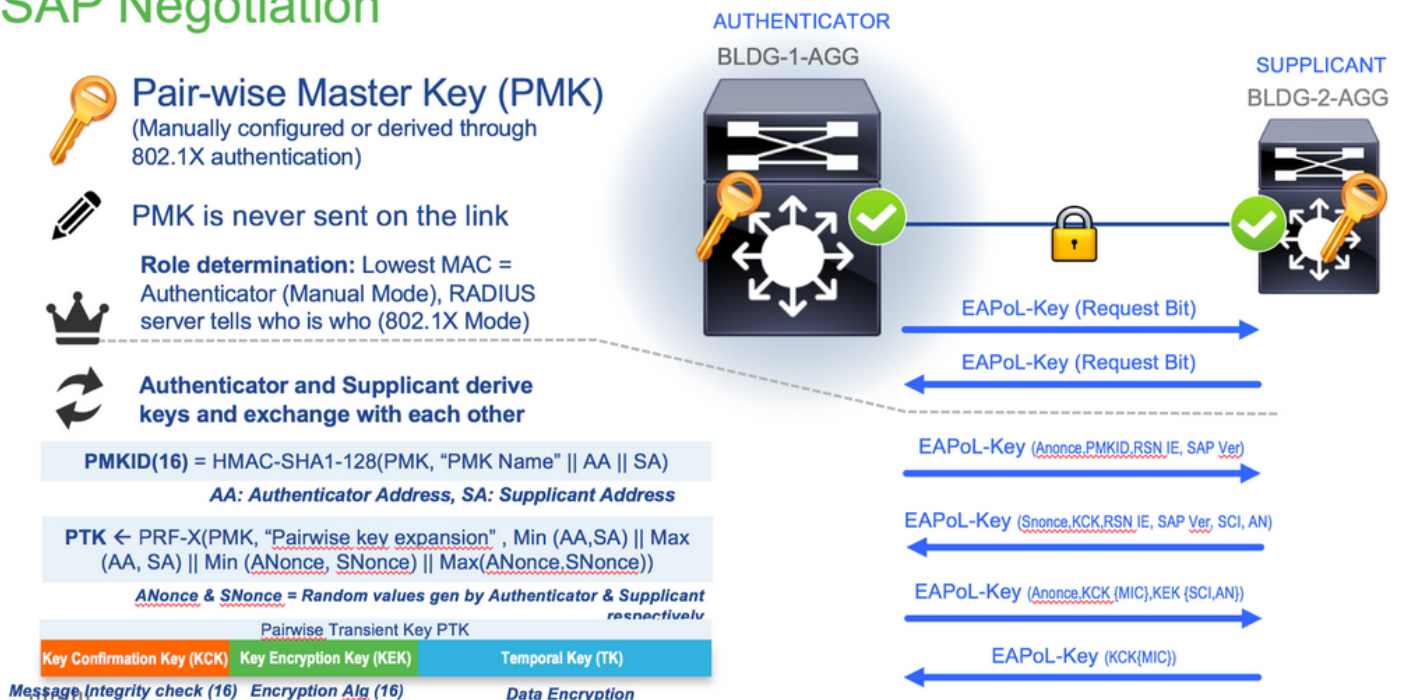 SAP Negotiation
Pair-wise Master Key (PMK)
(Manually configured or derived through
802.1X authentication)
PMK is never sent on the link
Role determination: Lowest MAC =
Authenticator (Manual Mode), RADIUS
server tells who is who (802.1X Mode)
Authenticator and Supplicant derive
keys and exchange with each other
PMKID(16) = HMAC-SHA1-128(PMK, “PMK Name” || AA || SA)
AA: Authenticator Address, SA: Supplicant Address
PTK ← PRF-X(PMK, “Pairwise key expansion” , Min (AA,SA) || Max
(AA, SA) || Min (ANonce, SNonce) || Max(ANonce.SNonce))
ANonce & SNonce = Random values gen by Authenticator & Supplicant
respectively
Pairwise Transient Key PTK
Key Confirmation Key (KCK) Key Encryption Key (KEK) Temporal Key (TK)
Message Integrity check (16) Encryption Alg (16) Data Encryption
AUTHENTICATOR
BLDG-1-AGG
SUPPLICANT
BLDG-2-AGG
EAPoL-Key (Request Bit)
EAPoL-Key (Request Bit)
EAPoL-Key (Anonce.PMKID.RSN IE, SAP Ver)
EAPoL-Key (Snonce,KCK,RSN IE, SAP Ver, SCI, AN)
EAPoL-Key (Anonce,KCK {MIC},KEK {SCI,AN})
EAPoL-Key (KCK{MIC})